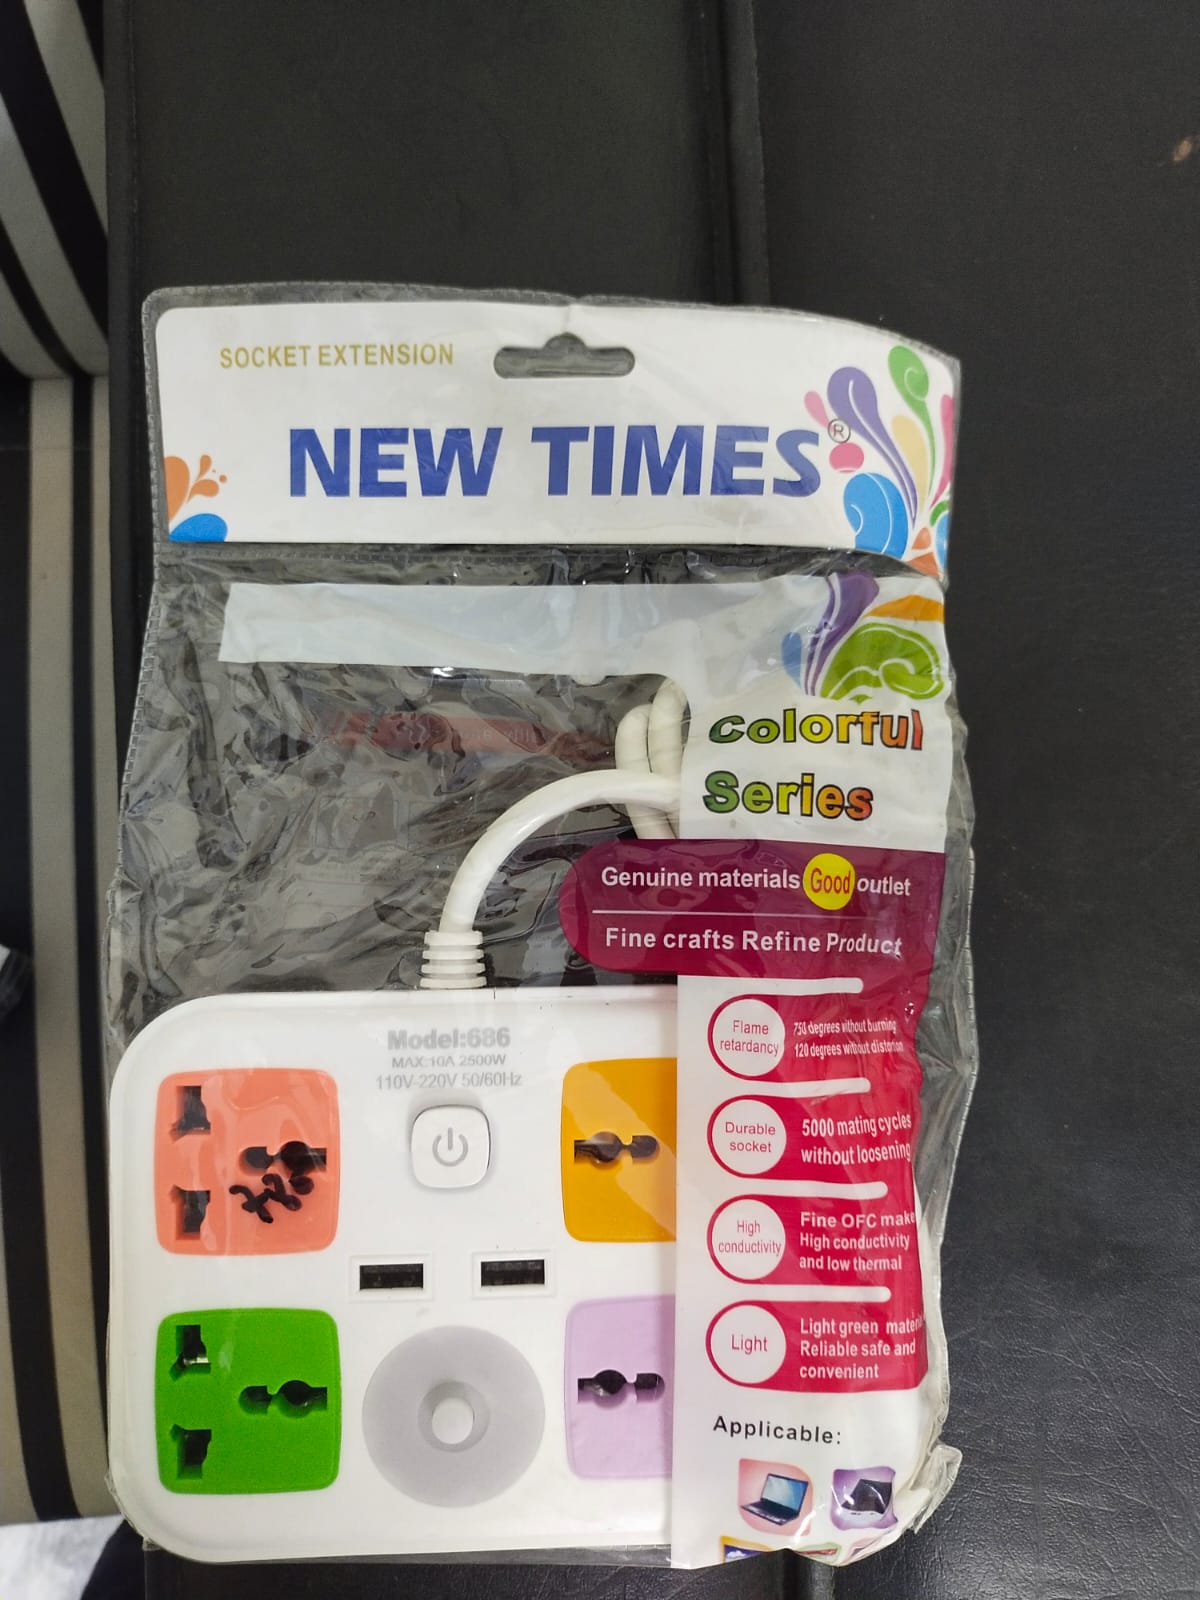 SOCKET EXTENSION
NEW TIMES®
Colorful
Series
Genuine materials Good outlet
Fine crafts Refine Product
Model:686
MAX:10A 2500W
110V-220V 50/60Hz
Flame
retardancy
750 degrees without burning
120 degrees without distortion
Durable
socket
5000 mating cycles
without loosening
High
conductivity
Fine OFC make
High conductivity
and low thermal
Light
Light green materi
Reliable safe and
convenient
Applicable: